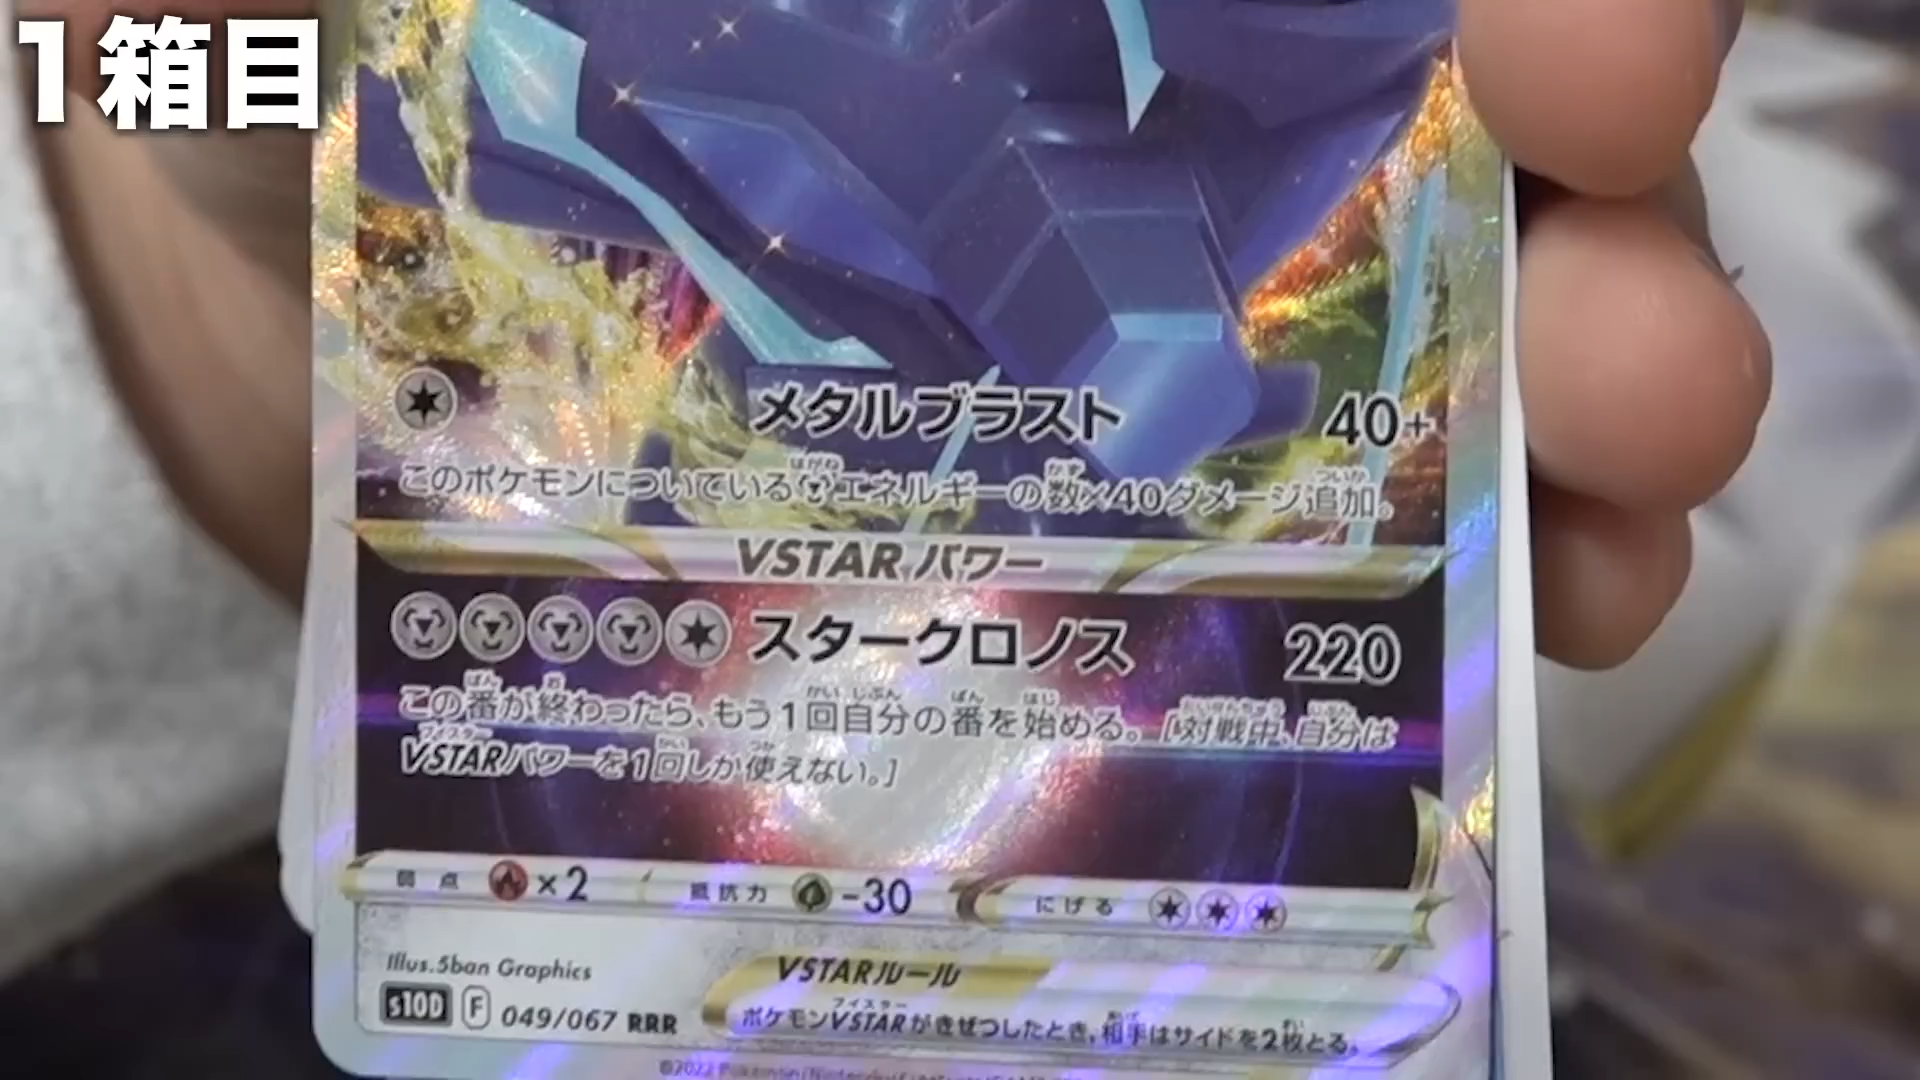 1箱目
メタルブラスト 40+
このポケモンについている エネルギーの数×40ダメージ追加。
VSTARパワー
スタークロノス 220
この番が終わったら、もう1回自分の番を始める。[対戦中、自分は
VSTARパワーを1回しか使えない。]
弱点 ×2 抵抗力 -30 にげる
Illus.5ban Graphics
VSTARルール
s10D F 049/067 RRR
ポケモンVSTARがきぜつしたとき、相手はサイドを2枚とる。
©2022 Pokémon/Nintendo